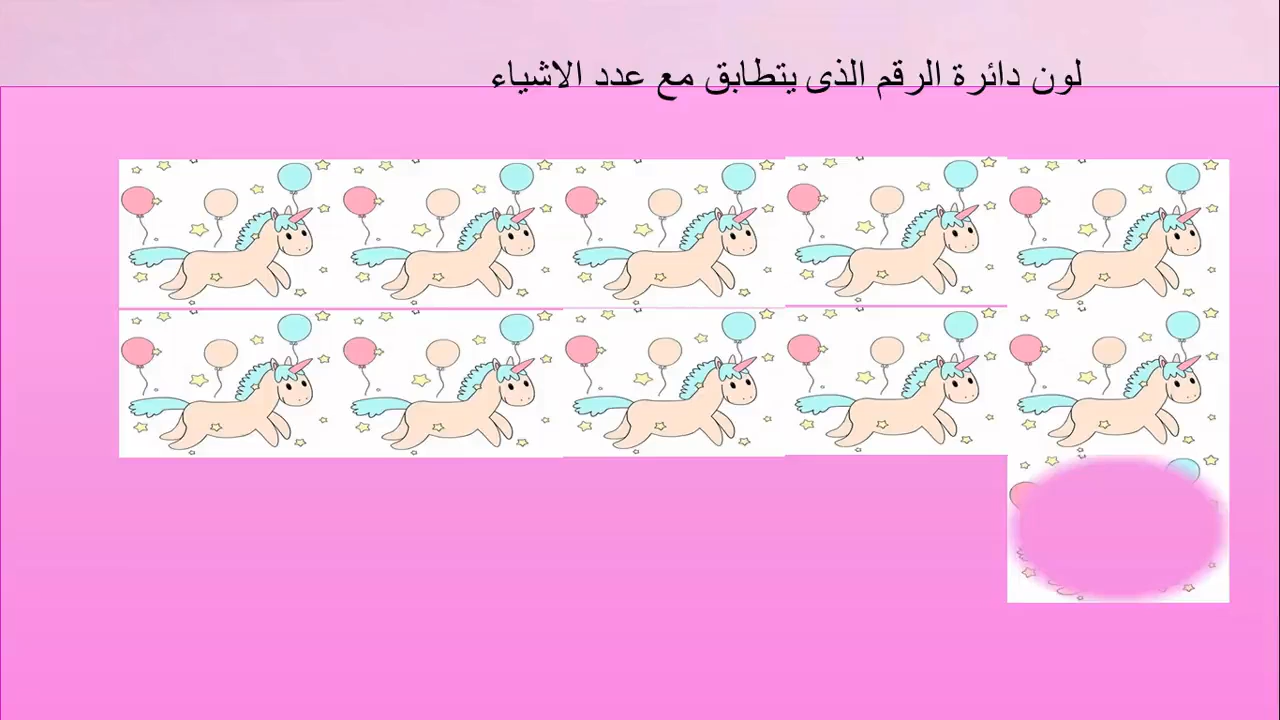 لون دائرة الرقم الذى يتطابق مع عدد الاشياء